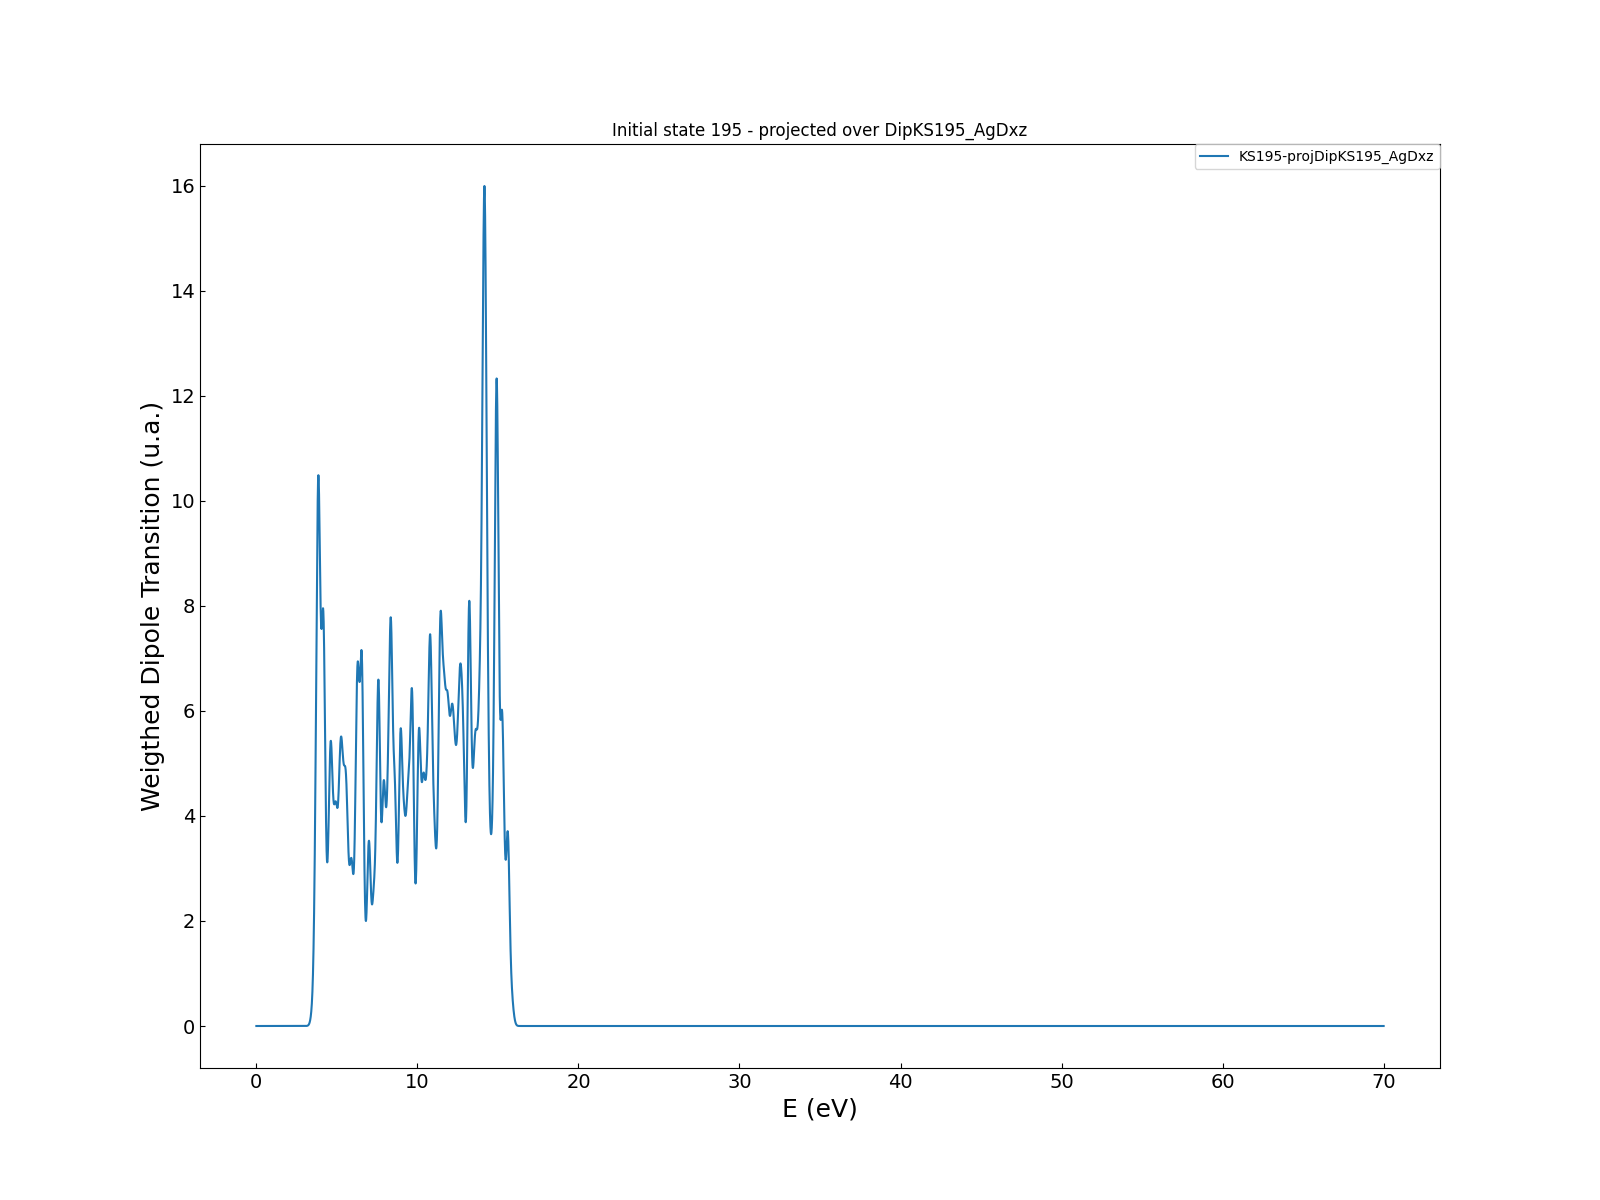 Initial state 195 - projected over DipKS195_AgDxz
KS195-projDipKS195_AgDxz
Weigthed Dipole Transition (u.a.)
16
14
12
10
8
6
4
2
0
0 10 20 30 40 50 60 70
E (eV)